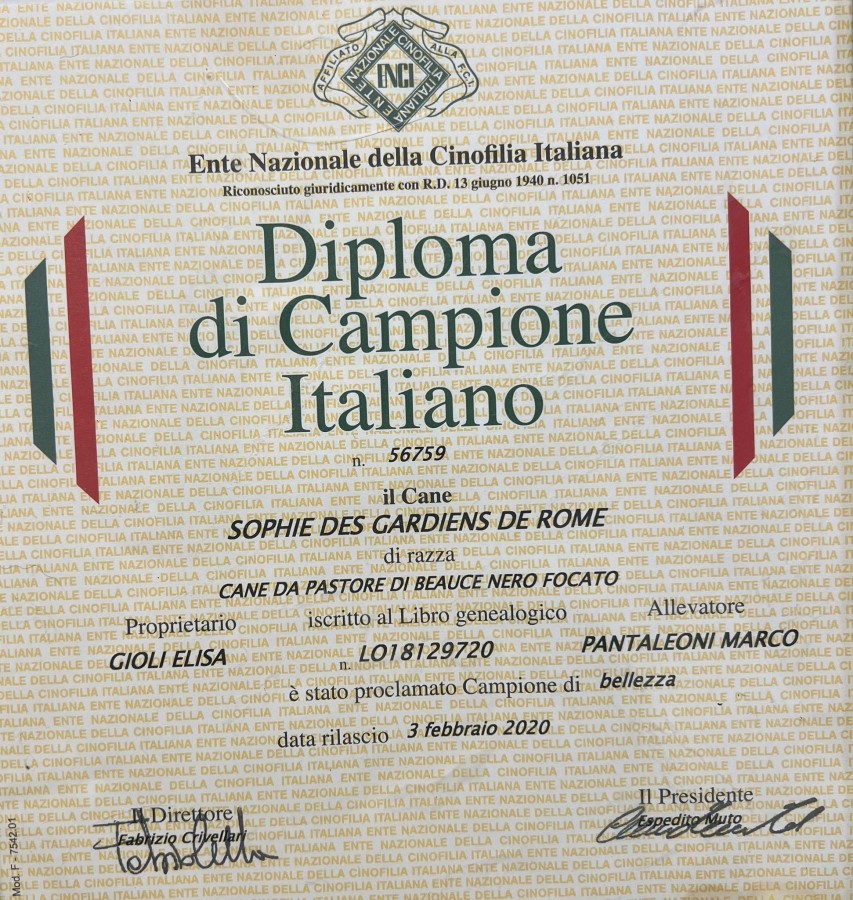 AFFILIATO ALLA F.C.I.
ENTE NAZIONALE CINOFILIA ITALIANA
ENCI
Ente Nazionale della Cinofilia Italiana
Riconosciuto giuridicamente con R.D. 13 giugno 1940 n. 1051
Diploma
di Campione
Italiano
n. 56759
il Cane
SOPHIE DES GARDIENS DE ROME
di razza
CANE DA PASTORE DI BEAUCE NERO FOCATO
Proprietario iscritto al Libro genealogico Allevatore
GIOLI ELISA n. LO18129720 PANTALEONI MARCO
è stato proclamato Campione di bellezza
data rilascio 3 febbraio 2020
Il Direttore Il Presidente
Fabrizio Crivellari Espedito Muto
Mod. F - 7542.01